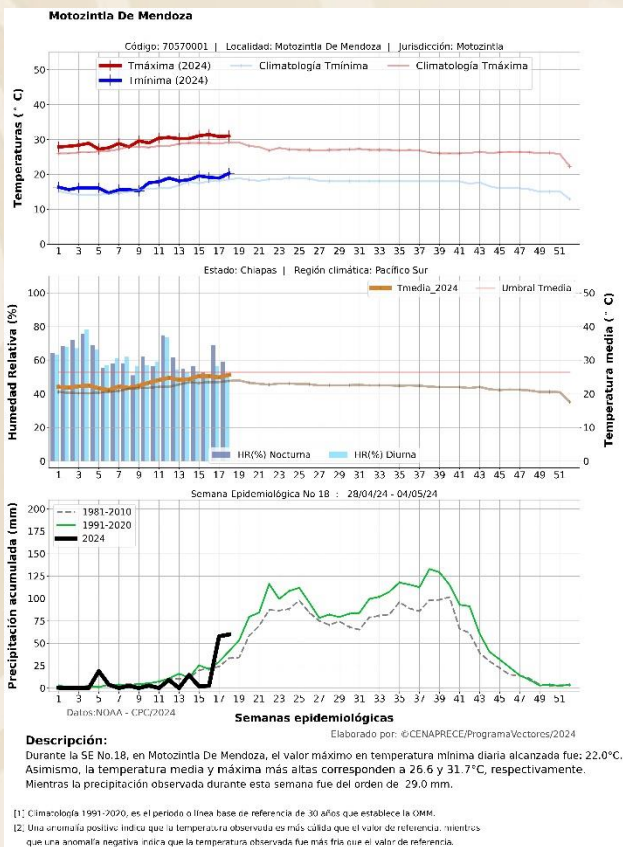 Motozintla De Mendoza
Código: 70570001 | Localidad: Motozintla De Mendoza | Jurisdicción: Motozintla
Tmáxima (2024)
Climatología Tmínima
Climatología Tmáxima
Tmínima (2024)
Temperaturas (° C)
50
40
30
20
10
0
1 3 5 7 9 11 13 15 17 19 21 23 25 27 29 31 33 35 37 39 41 43 45 47 49 51
Estado: Chiapas | Región climática: Pacífico Sur
Tmedia_2024
Umbral Tmedia
Humedad Relativa (%)
100
80
60
40
20
0
50
40
30
20
10
0
Temperatura media (° C)
HR(%) Nocturna
HR(%) Diurna
1 3 5 7 9 11 13 15 17 19 21 23 25 27 29 31 33 35 37 39 41 43 45 47 49 51
Semana Epidemiológica No 18 : 28/04/24 - 04/05/24
1981-2010
1991-2020
2024
Precipitación acumulada (mm)
200
175
150
125
100
75
50
25
0
1 3 5 7 9 11 13 15 17 19 21 23 25 27 29 31 33 35 37 39 41 43 45 47 49 51
Datos:NOAA - CPC/2024
Semanas epidemiológicas
Elaborado por: ©CENAPRECE/ProgramaVectores/2024
Descripción:
Durante la SE No.18, en Motozintla De Mendoza, el valor máximo en temperatura mínima diaria alcanzada fue: 22.0°C.
Asimismo, la temperatura media y máxima más altas corresponden a 26.6 y 31.7°C, respectivamente.
Mientras la precipitación observada durante esta semana fue del orden de 29.0 mm.
[1] Climatología 1991-2020, es el periodo o línea base de referencia de 30 años que establece la OMM.
[2] Una anomalía positiva indica que la temperatura observada es más cálida que el valor de referencia, mientras
que una anomalía negativa indica que la temperatura observada fue más fría que el valor de referencia.